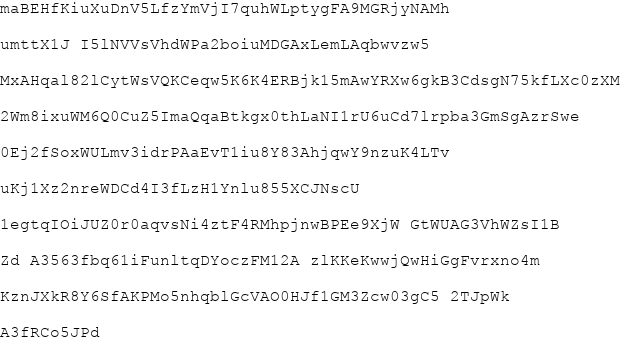 maBEHfKiuXuDnV5LfzYmVjI7quhWLptygFA9MGRjyNAMh
umttX1J I5lNVVsVhdWPa2boiuMDGAxLemLAqbwvzw5
MxAHqal82lCytWsVQKCeqw5K6K4ERBjk15mAwYRXw6gkB3CdsgN75kfLXc0zXM
2Wm8ixuWM6Q0CuZ5ImaQqaBtkgx0thLaNI1rU6uCd7lrpba3GmSgAzrSwe
0Ej2fSoxWULmv3idrPAaEvT1iu8Y83AhjqwY9nzuK4LTv
uKj1Xz2nreWDCd4I3fLzH1Ynlu855XCJNscU
1egtqIOiJUZ0r0aqvsNi4ztF4RMhpjnwBPEe9XjW GtWUAG3VhWZsI1B
Zd A3563fbq61iFunltqDYoczFM12A zlKKeKwwjQwHiGgFvrxno4m
KznJXkR8Y6SfAKPMo5nhqblGcVAO0HJf1GM3Zcw03gC5 2TJpWk
A3fRCo5JPd